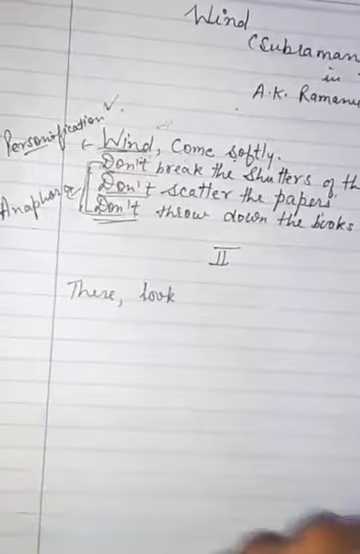 Wind
(Subraman
in
A.K. Ramanu
Personification
Wind, Come softly.
Don't break the shutters of th
Don't scatter the papers
Anaphora
Don't throw down the books
II
There, look